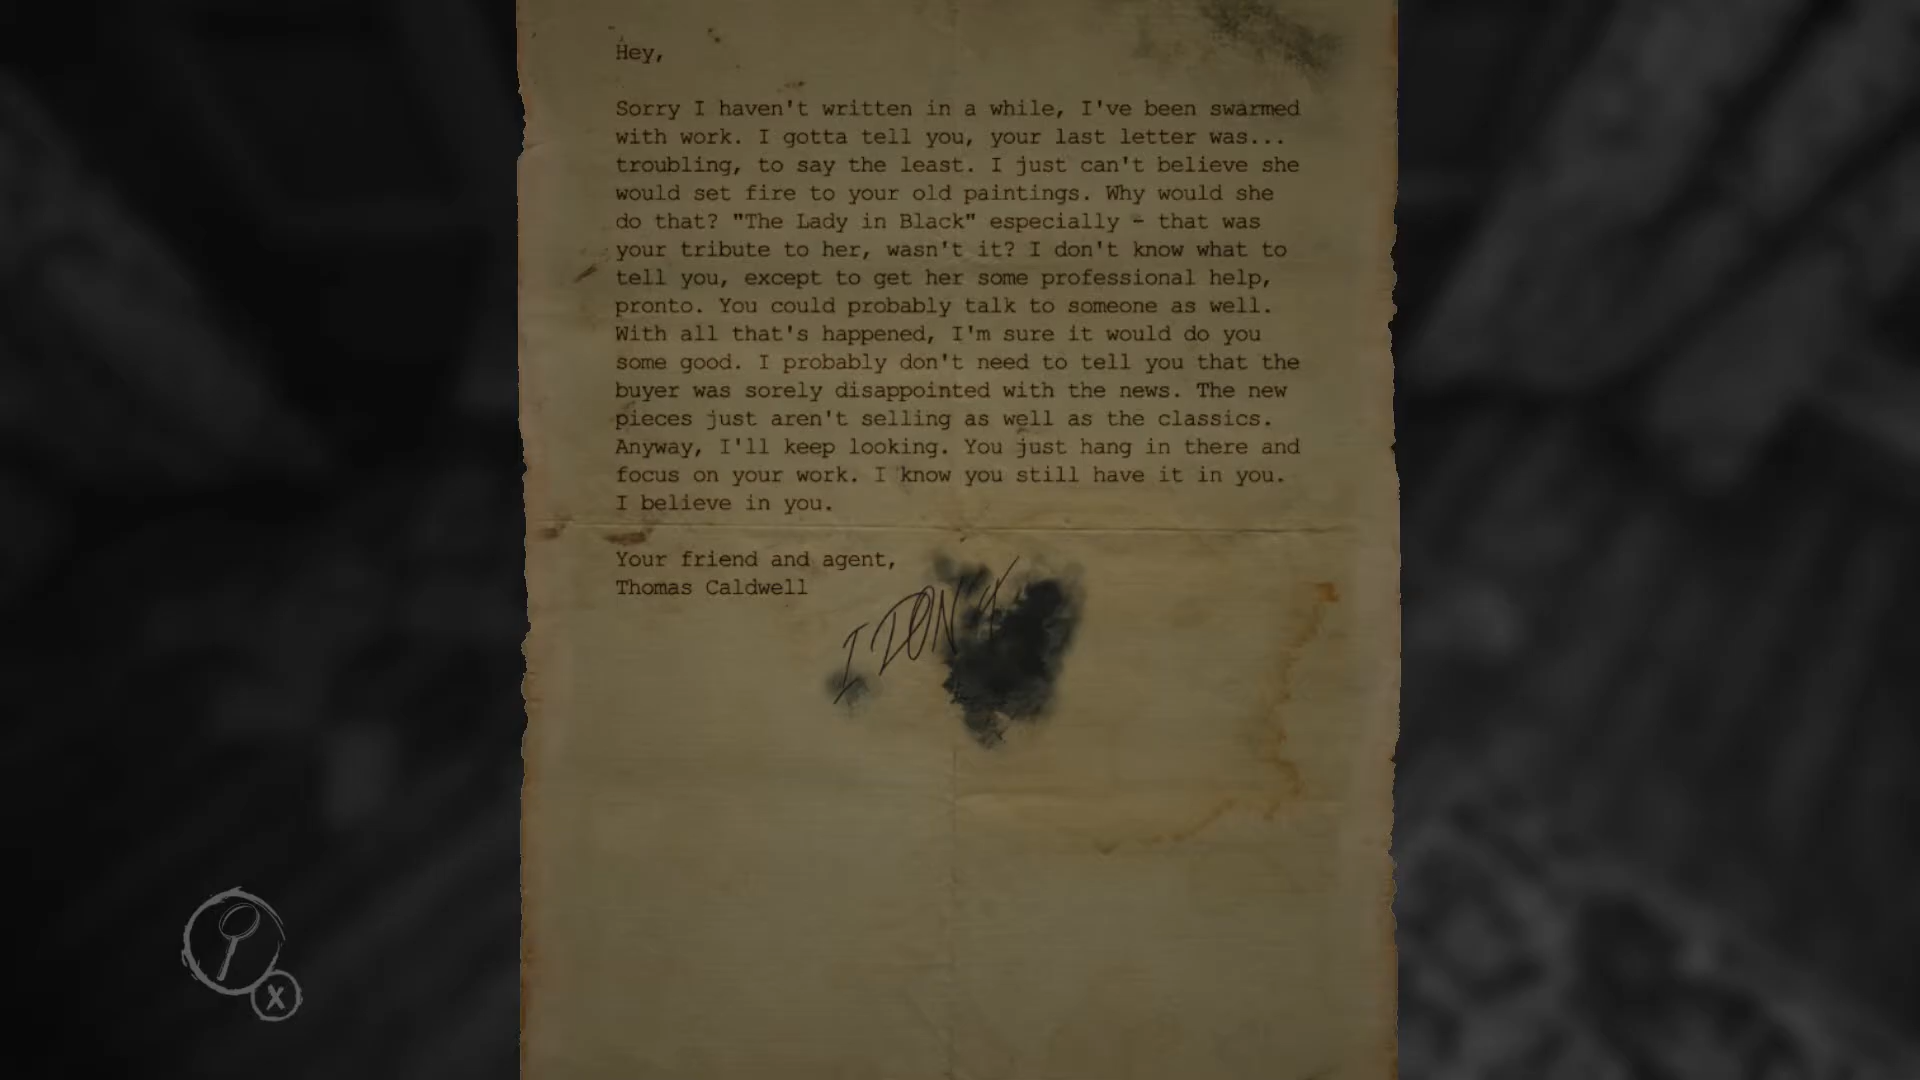 Hey,
Sorry I haven't written in a while, I've been swarmed
with work. I gotta tell you, your last letter was...
troubling, to say the least. I just can't believe she
would set fire to your old paintings. Why would she
do that? "The Lady in Black" especially - that was
your tribute to her, wasn't it? I don't know what to
tell you, except to get her some professional help,
pronto. You could probably talk to someone as well.
With all that's happened, I'm sure it would do you
some good. I probably don't need to tell you that the
buyer was sorely disappointed with the news. The new
pieces just aren't selling as well as the classics.
Anyway, I'll keep looking. You just hang in there and
focus on your work. I know you still have it in you.
I believe in you.
Your friend and agent,
Thomas Caldwell
I DON'T
X